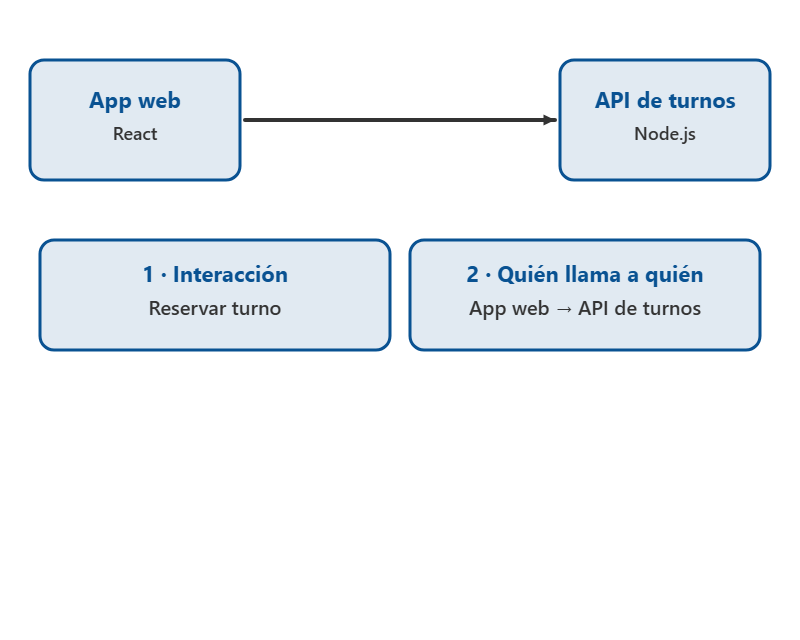 App web
React
API de turnos
Node.js
1 · Interacción
Reservar turno
2 · Quién llama a quién
App web → API de turnos